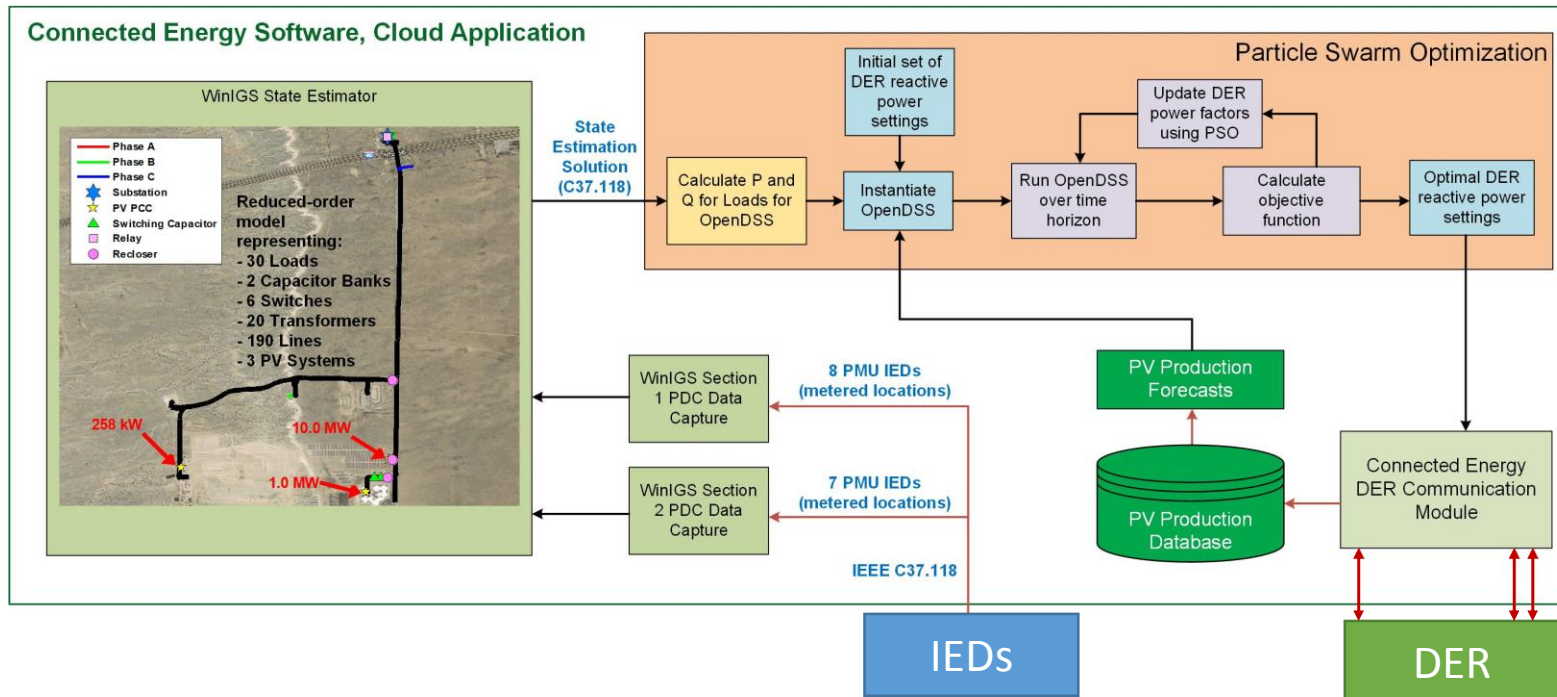 Connected Energy Software, Cloud Application
WinIGS State Estimator
Phase A
Phase B
Phase C
Substation
PV PCC
Switching Capacitor
Relay
Recloser
Reduced-order
model
representing:
- 30 Loads
- 2 Capacitor Banks
- 6 Switches
- 20 Transformers
- 190 Lines
- 3 PV Systems
258 kW
10.0 MW
1.0 MW
State
Estimation
Solution
(C37.118)
Particle Swarm Optimization
Calculate P and
Q for Loads for
OpenDSS
Initial set of
DER reactive
power
settings
Instantiate
OpenDSS
Run OpenDSS
over time
horizon
Update DER
power factors
using PSO
Calculate
objective
function
Optimal DER
reactive power
settings
WinIGS Section
1 PDC Data
Capture
8 PMU IEDs
(metered locations)
WinIGS Section
2 PDC Data
Capture
7 PMU IEDs
(metered locations)
IEEE C37.118
PV Production
Forecasts
PV Production
Database
Connected Energy
DER Communication
Module
IEDs
DER